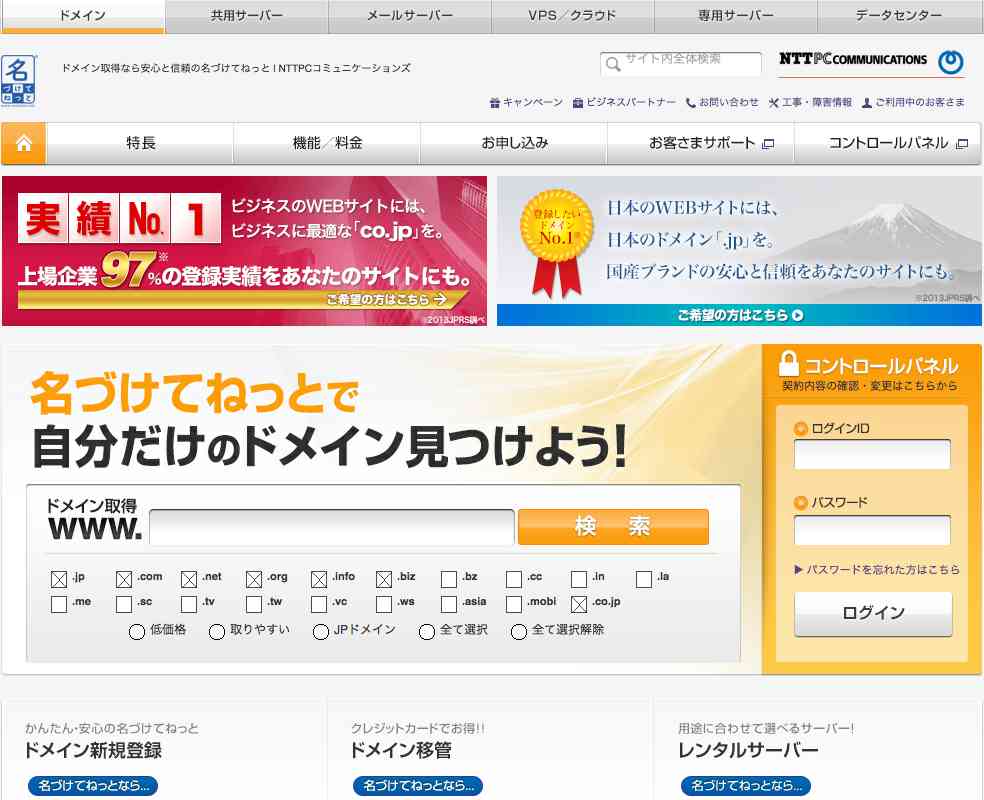 ドメイン
共用サーバー
メールサーバー
VPS／クラウド
専用サーバー
データセンター
名
づけて
ねっと
ドメイン取得なら安心と信頼の名づけてねっと | NTTPCコミュニケーションズ
サイト内全体検索
NTTPC COMMUNICATIONS
キャンペーン
ビジネスパートナー
お問い合わせ
工事・障害情報
ご利用中のお客さま
特長
機能／料金
お申し込み
お客さまサポート
コントロールパネル
実績No.1
ビジネスのWEBサイトには、
ビジネスに最適な「co.jp」を。
上場企業97%※の登録実績をあなたのサイトにも。
ご希望の方はこちら
※2013JPRS調べ
登録したい
ドメイン
No.1※
日本のWEBサイトには、
日本のドメイン「.jp」を。
国産ブランドの安心と信頼をあなたのサイトにも。
※2013JPRS調べ
ご希望の方はこちら
名づけてねっとで
自分だけのドメイン見つけよう!
ドメイン取得
WWW.
検 索
.jp .com .net .org .info .biz .bz .cc .in .la
.me .sc .tv .tw .vc .ws .asia .mobi .co.jp
低価格 取りやすい JPドメイン 全て選択 全て選択解除
コントロールパネル
契約内容の確認・変更はこちらから
ログインID
パスワード
パスワードを忘れた方はこちら
ログイン
かんたん・安心の名づけてねっと
ドメイン新規登録
名づけてねっとなら...
クレジットカードでお得!!
ドメイン移管
名づけてねっとなら...
用途に合わせて選べるサーバー!
レンタルサーバー
名づけてねっとなら...